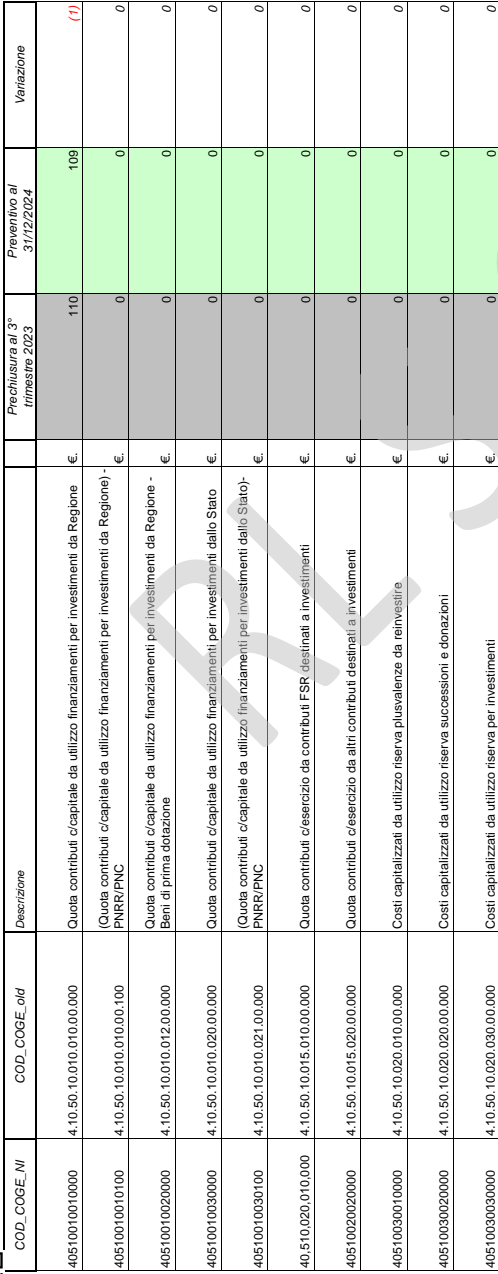 COD_COGE_NI COD_COGE_old Descrizione Prechiusura al 3° trimestre 2023 Preventivo al 31/12/2024 Variazione
40510010010000 4.10.50.10.010.010.00.000 Quota contributi c/capitale da utilizzo finanziamenti per investimenti da Regione €. 110 109 (1)
40510010010100 4.10.50.10.010.010.00.100 (Quota contributi c/capitale da utilizzo finanziamenti per investimenti da Regione) - PNRR/PNC €. 0 0 0
40510010020000 4.10.50.10.010.012.00.000 Quota contributi c/capitale da utilizzo finanziamenti per investimenti da Regione - Beni di prima dotazione €. 0 0 0
40510010030000 4.10.50.10.010.020.00.000 Quota contributi c/capitale da utilizzo finanziamenti per investimenti dallo Stato €. 0 0 0
40510010030100 4.10.50.10.010.021.00.000 (Quota contributi c/capitale da utilizzo finanziamenti per investimenti dallo Stato)- PNRR/PNC €. 0 0 0
40,510,020,010,000 4.10.50.10.015.010.00.000 Quota contributi c/esercizio da contributi FSR destinati a investimenti €. 0 0 0
40510020020000 4.10.50.10.015.020.00.000 Quota contributi c/esercizio da altri contributi destinati a investimenti €. 0 0 0
40510030010000 4.10.50.10.020.010.00.000 Costi capitalizzati da utilizzo riserva plusvalenze da reinvestire €. 0 0 0
40510030020000 4.10.50.10.020.020.00.000 Costi capitalizzati da utilizzo riserva successioni e donazioni €. 0 0 0
40510030030000 4.10.50.10.020.030.00.000 Costi capitalizzati da utilizzo riserva per investimenti €. 0 0 0
RL S